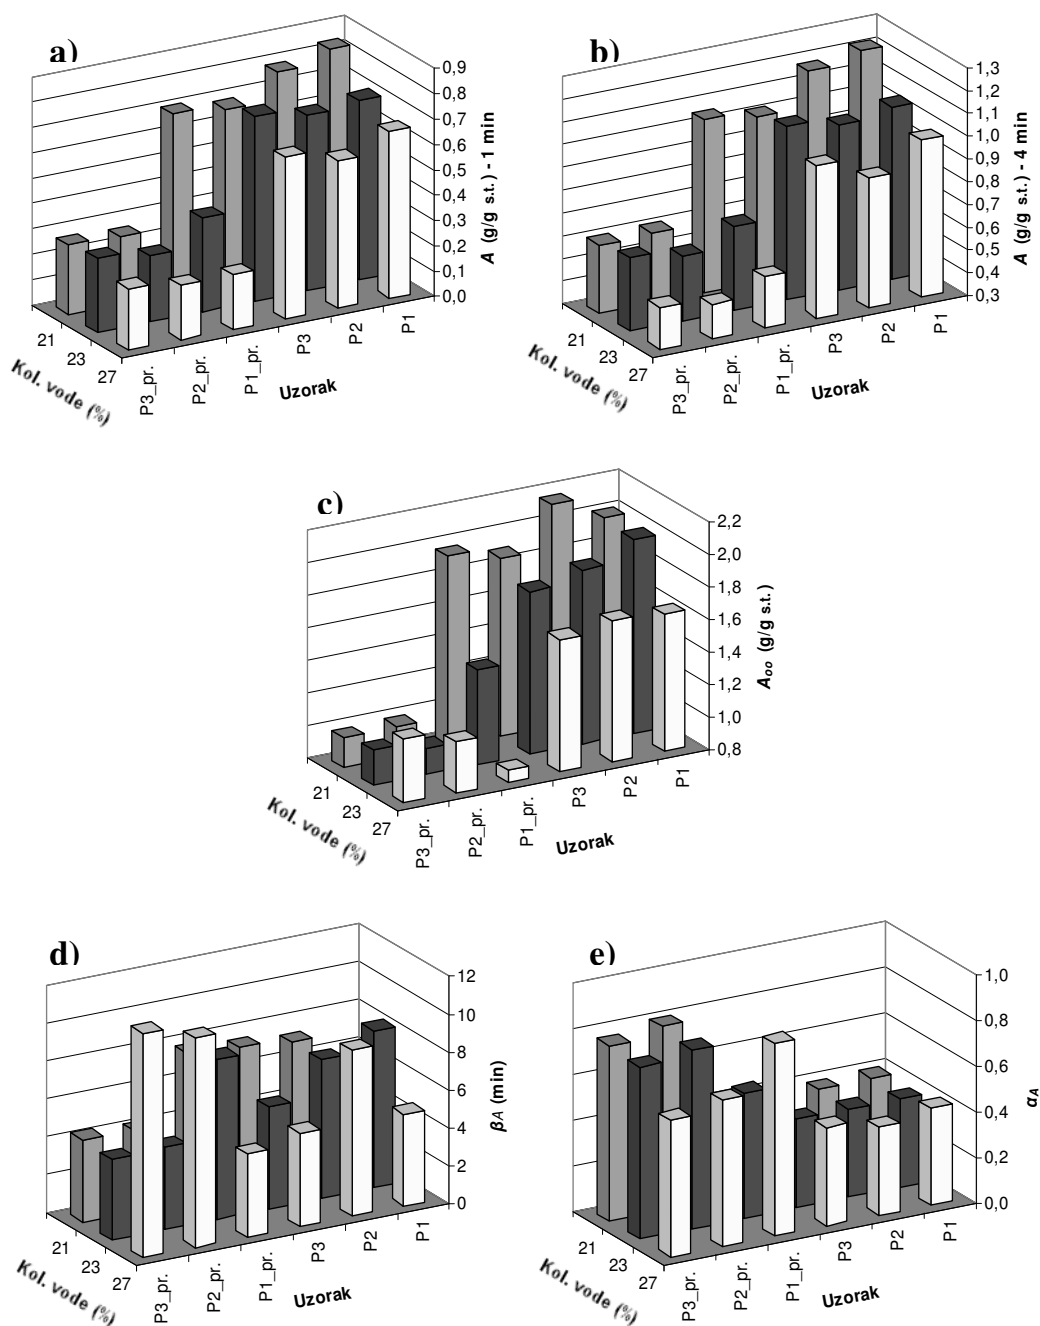 a)
0,9
0,8
0,7
0,6
0,5
0,4
0,3
0,2
0,1
0,0
A (g/g s.t.) - 1 min
21
23
27
Kol. vode (%)
P3_pr.
P2_pr.
P1_pr.
P3
P2
P1
Uzorak
b)
1,3
1,2
1,1
1,0
0,9
0,8
0,7
0,6
0,5
0,4
0,3
A (g/g s.t.) - 4 min
21
23
27
Kol. vode (%)
P3_pr.
P2_pr.
P1_pr.
P3
P2
P1
Uzorak
c)
2,2
2,0
1,8
1,6
1,4
1,2
1,0
0,8
Aoo (g/g s.t.)
21
23
27
Kol. vode (%)
P3_pr.
P2_pr.
P1_pr.
P3
P2
P1
Uzorak
d)
12
10
8
6
4
2
0
βA (min)
21
23
27
Kol. vode (%)
P3_pr.
P2_pr.
P1_pr.
P3
P2
P1
Uzorak
e)
1,0
0,8
0,6
0,4
0,2
0,0
αA
21
23
27
Kol. vode (%)
P3_pr.
P2_pr.
P1_pr.
P3
P2
P1
Uzorak